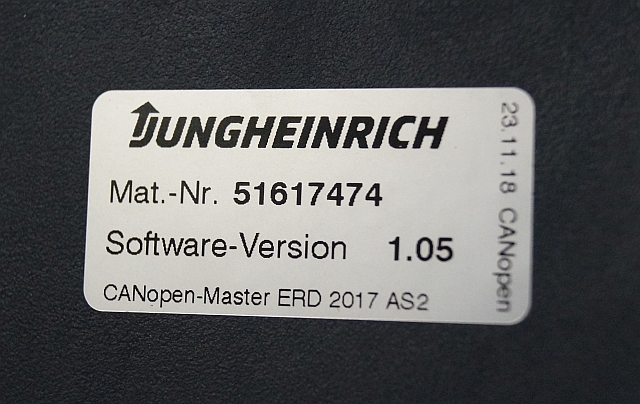 JUNGHEINRICH
Mat.-Nr. 51617474
Software-Version 1.05
CANopen-Master ERD 2017 AS2
23.11.18 CANopen